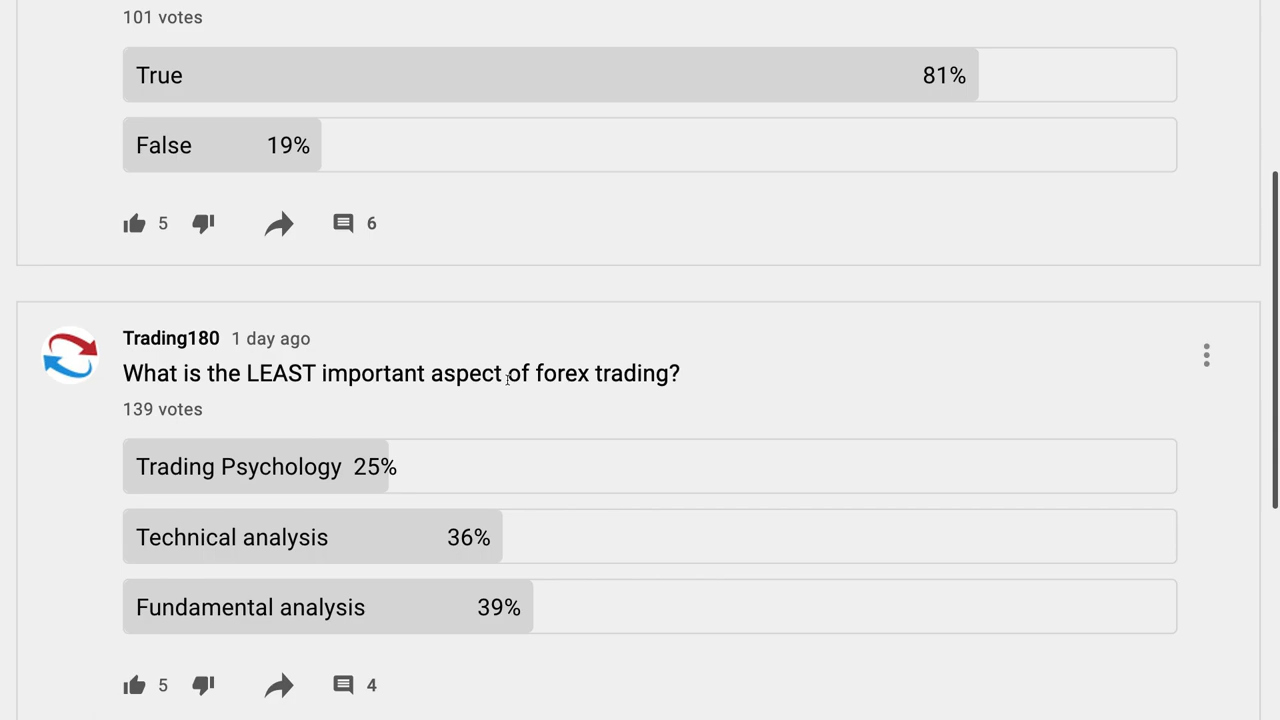 101 votes
True 81%
False 19%
5 6
Trading180 1 day ago
What is the LEAST important aspect of forex trading?
139 votes
Trading Psychology 25%
Technical analysis 36%
Fundamental analysis 39%
5 4